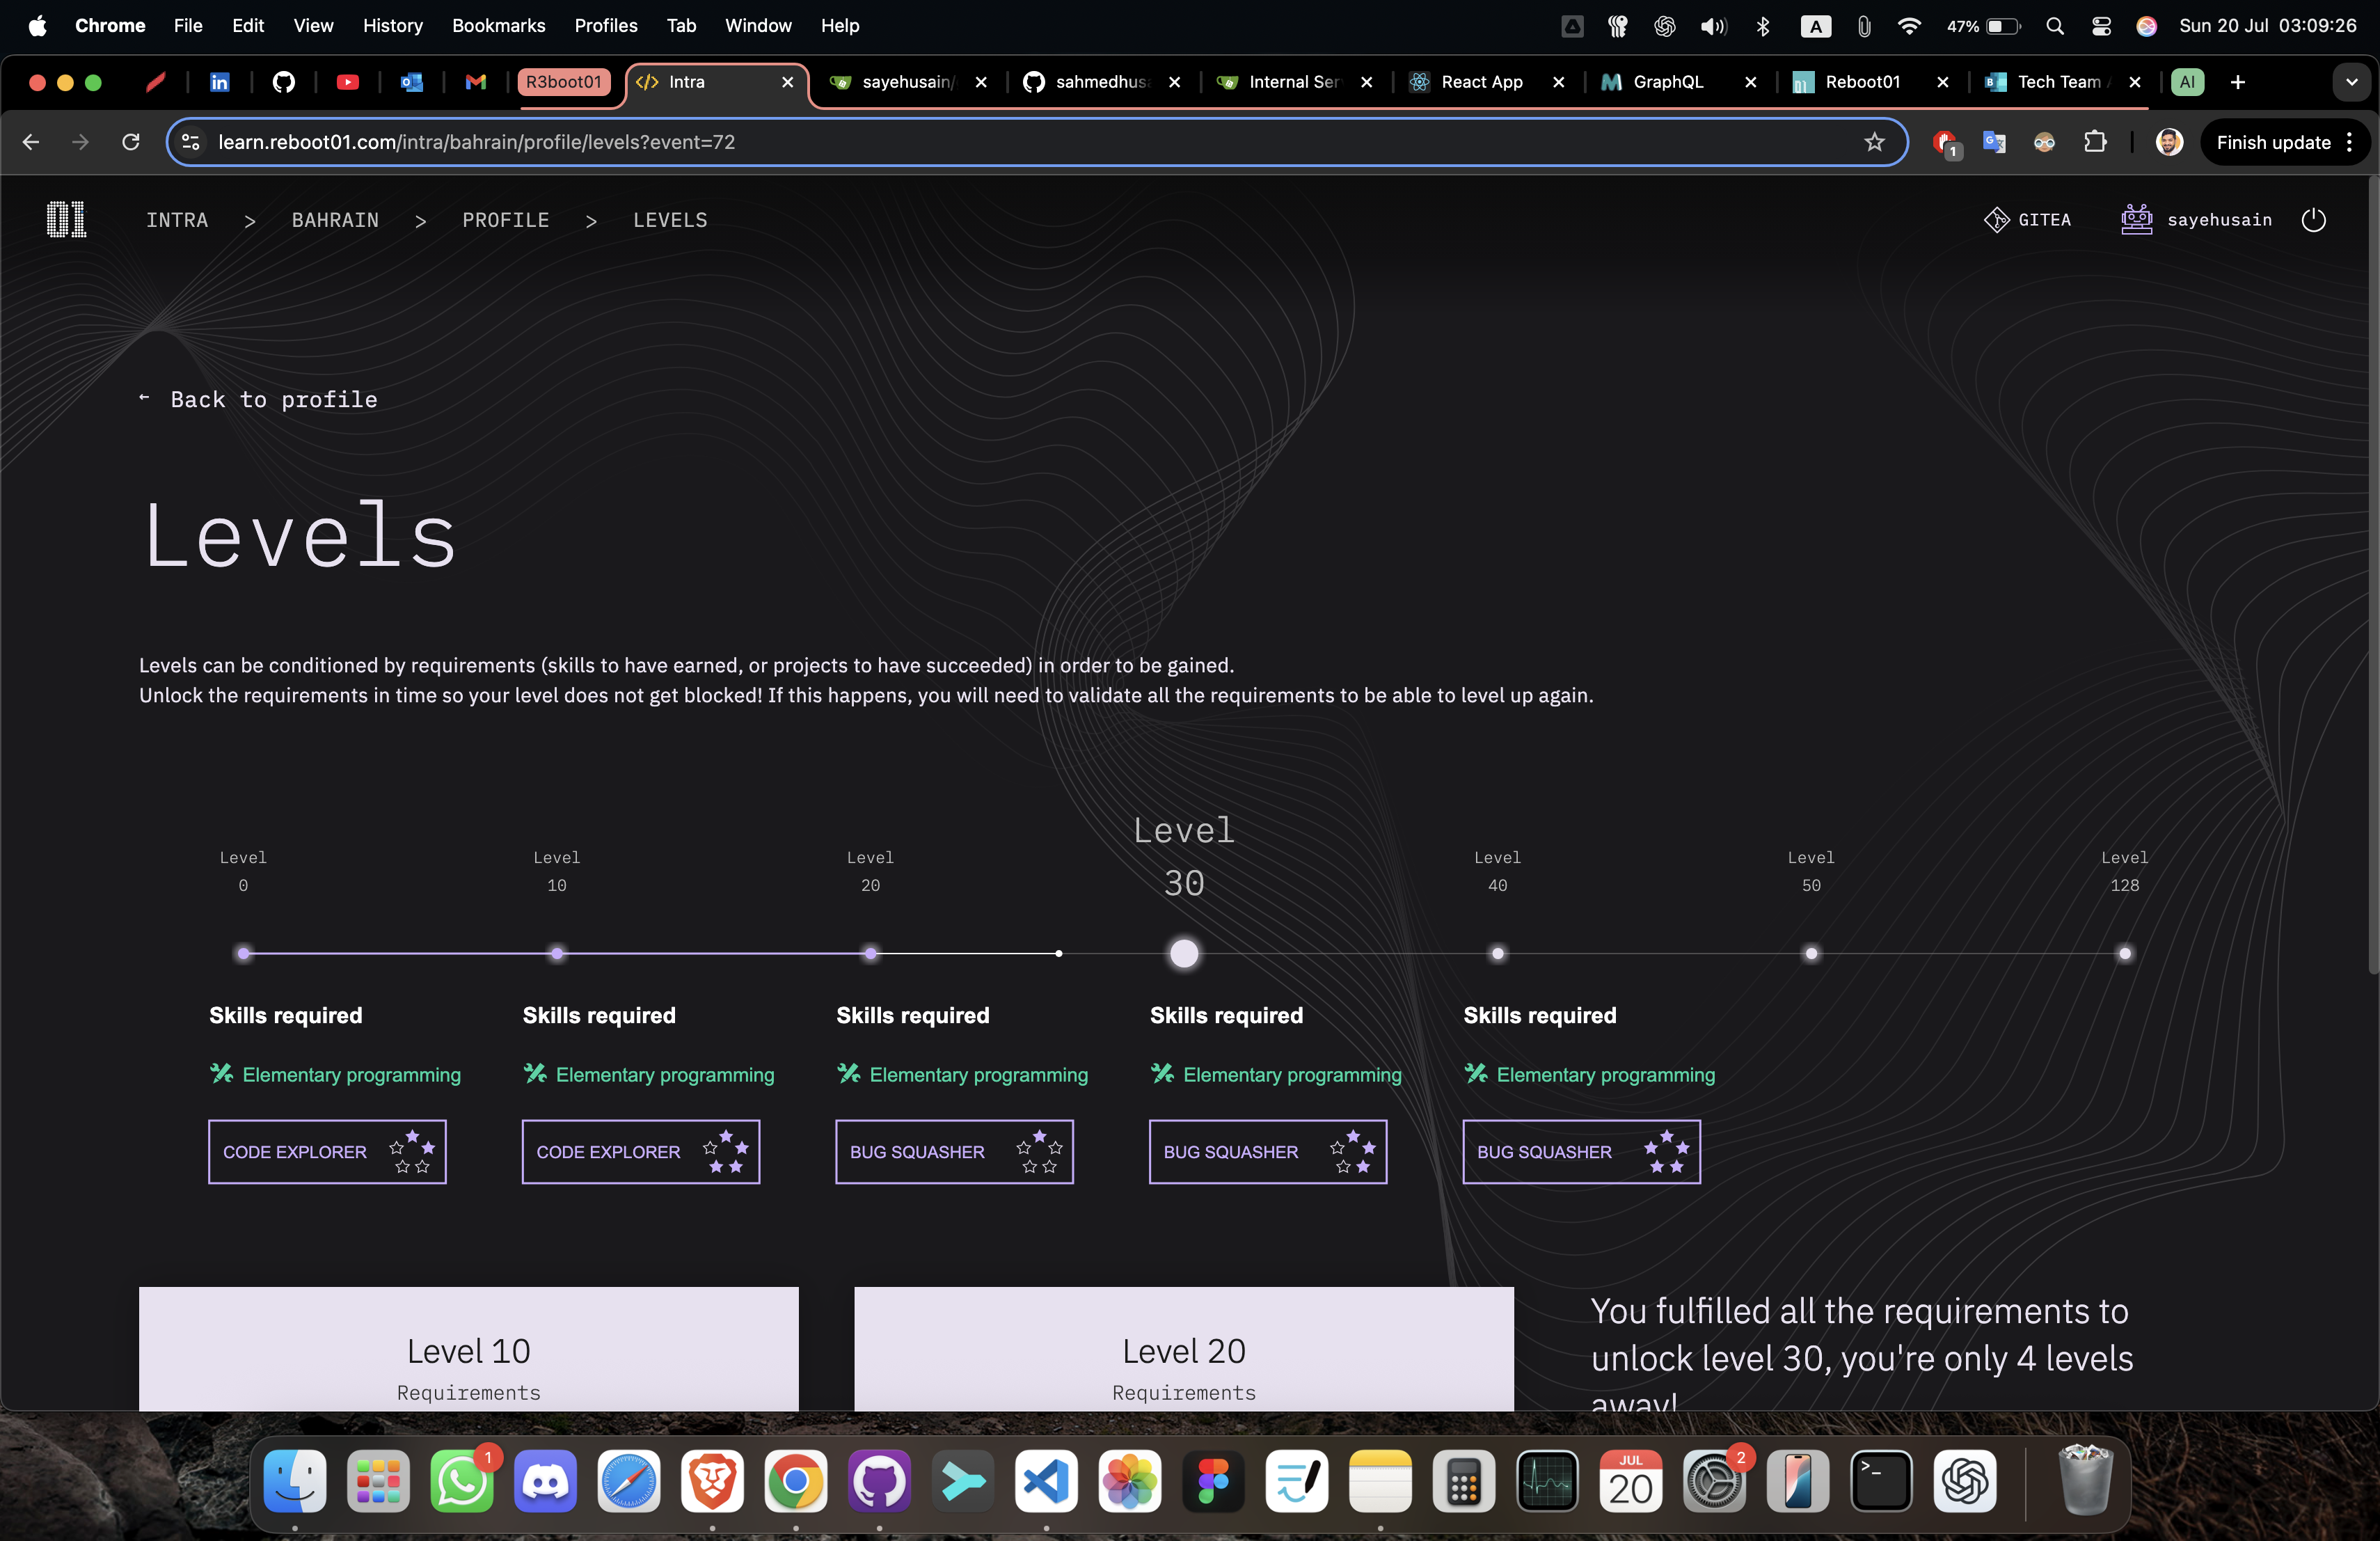 Chrome File Edit View History Bookmarks Profiles Tab Window Help
A 47% Sun 20 Jul 03:09:26
R3boot01 Intra sayehusain/ sahmedhusa Internal Ser React App GraphQL Reboot01 Tech Team AI
learn.reboot01.com/intra/bahrain/profile/levels?event=72
1
Finish update
01 INTRA > BAHRAIN > PROFILE > LEVELS
GITEA sayehusain
← Back to profile
Levels
Levels can be conditioned by requirements (skills to have earned, or projects to have succeeded) in order to be gained.
Unlock the requirements in time so your level does not get blocked! If this happens, you will need to validate all the requirements to be able to level up again.
Level Level Level Level Level Level Level
0 10 20 30 40 50 128
Skills required Skills required Skills required Skills required Skills required
Elementary programming Elementary programming Elementary programming Elementary programming Elementary programming
CODE EXPLORER CODE EXPLORER BUG SQUASHER BUG SQUASHER BUG SQUASHER
Level 10
Requirements
Level 20
Requirements
You fulfilled all the requirements to
unlock level 30, you're only 4 levels
away!
1
JUL
20
2
>_